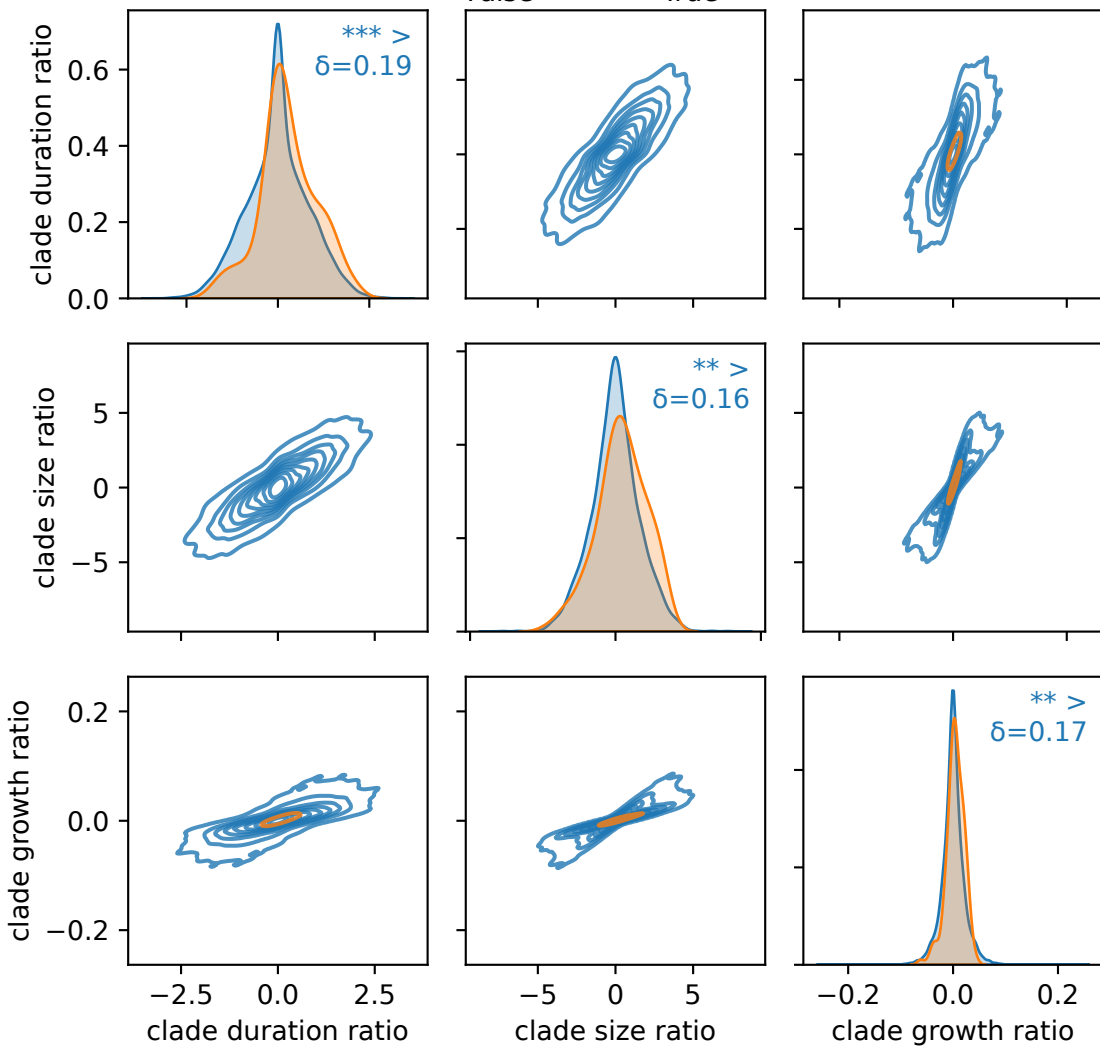 clade duration ratio
0.6
0.4
0.2
0.0
*** >
δ=0.19
clade size ratio
5
0
−5
** >
δ=0.16
clade growth ratio
0.2
0.0
−0.2
** >
δ=0.17
−2.5 0.0 2.5
−5 0 5
−0.2 0.0 0.2
clade duration ratio
clade size ratio
clade growth ratio